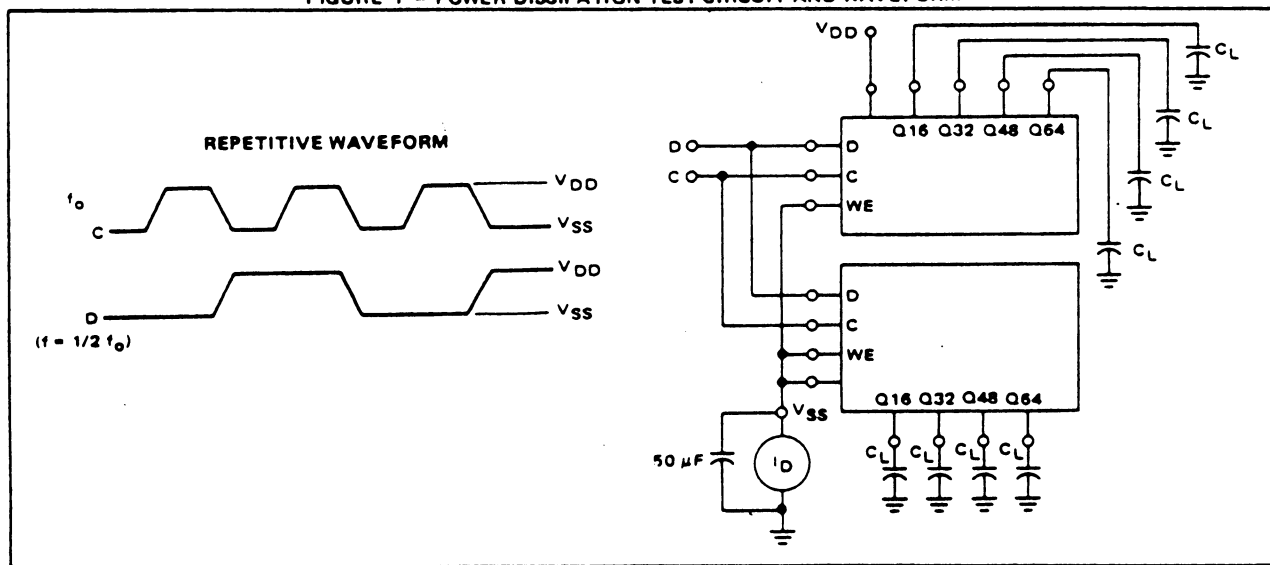 REPETITIVE WAVEFORM
f₀
C
VDD
VSS
D
(f = 1/2 f₀)
VDD
VSS
VDD
CL
CL
CL
CL
Q16 Q32 Q48 Q64
D
C
D
C
WE
D
C
WE
VSS
Q16 Q32 Q48 Q64
50 µF
ID
CL CL CL CL